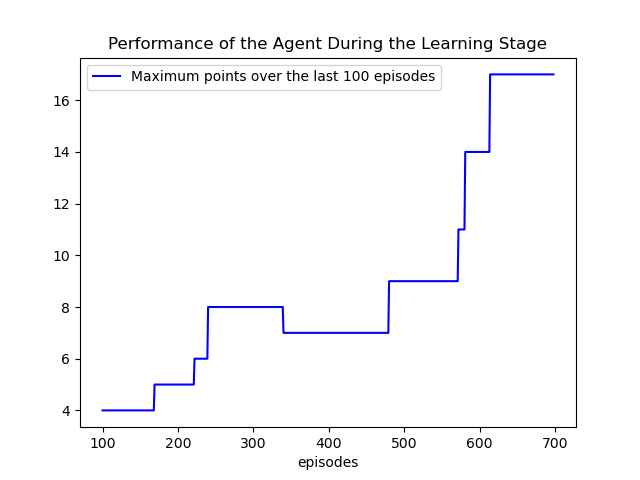 Performance of the Agent During the Learning Stage
Maximum points over the last 100 episodes
16
14
12
10
8
6
4
100 200 300 400 500 600 700
episodes